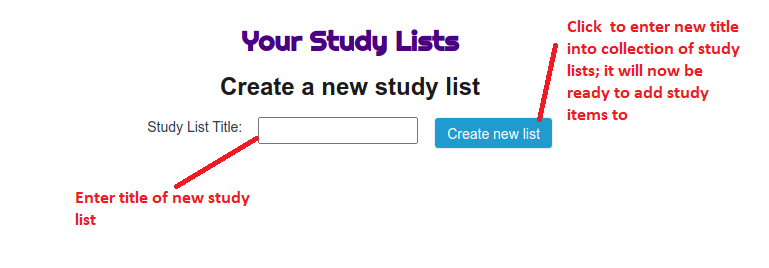 Your Study Lists
Create a new study list
Study List Title:
Create new list
Click to enter new title
into collection of study
lists; it will now be
ready to add study
items to
Enter title of new study
list